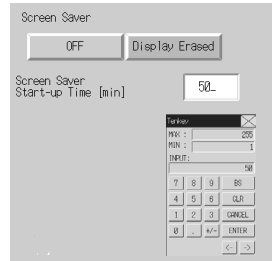 Screen Saver
OFF
Display Erased
Screen Saver
Start-up Time [min]
50_
Tenkey
MAX : 255
MIN : 1
INPUT:
50
7 8 9 BS
4 5 6 CLR
1 2 3 CANCEL
0 . +/- ENTER
<- ->